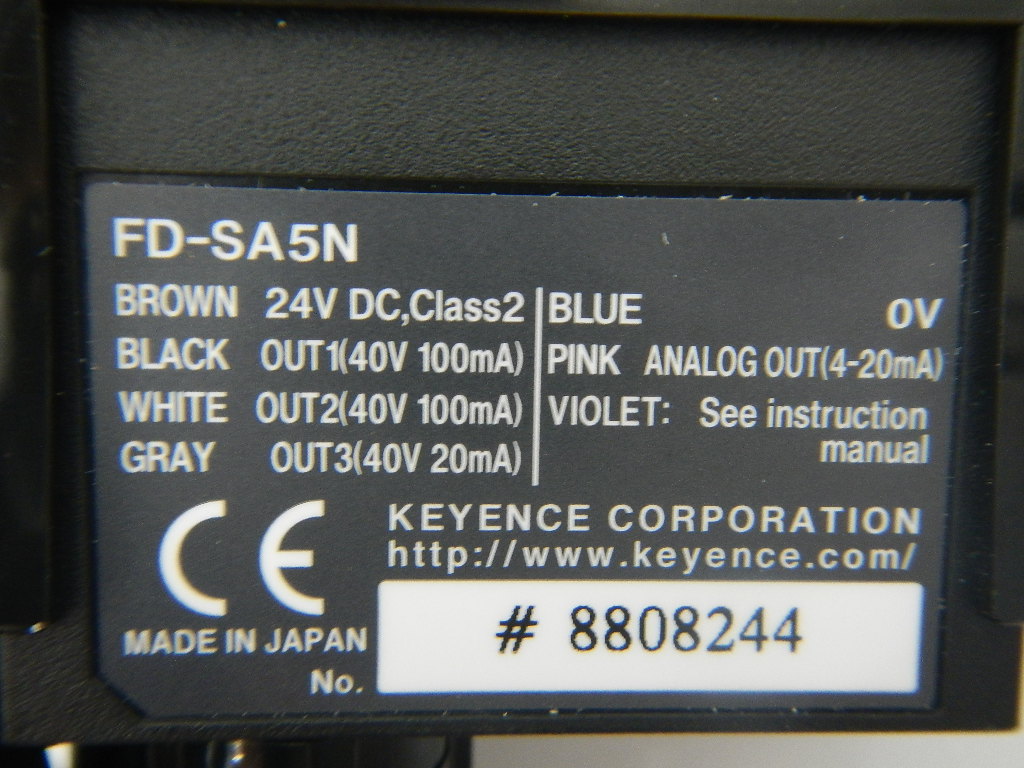 FD-SA5N
BROWN 24V DC,Class2
BLACK OUT1(40V 100mA)
WHITE OUT2(40V 100mA)
GRAY OUT3(40V 20mA)
BLUE 0V
PINK ANALOG OUT(4-20mA)
VIOLET: See instruction
manual
CE
MADE IN JAPAN
KEYENCE CORPORATION
http://www.keyence.com/
No. # 8808244